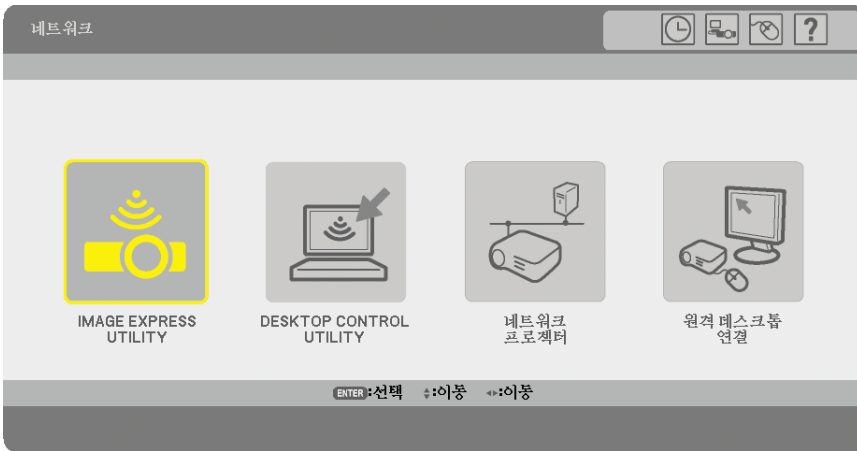 네트워크
?
IMAGE EXPRESS
UTILITY
DESKTOP CONTROL
UTILITY
네트워크
프로젝터
원격 데스크톱
연결
ENTER:선택 :이동 :이동